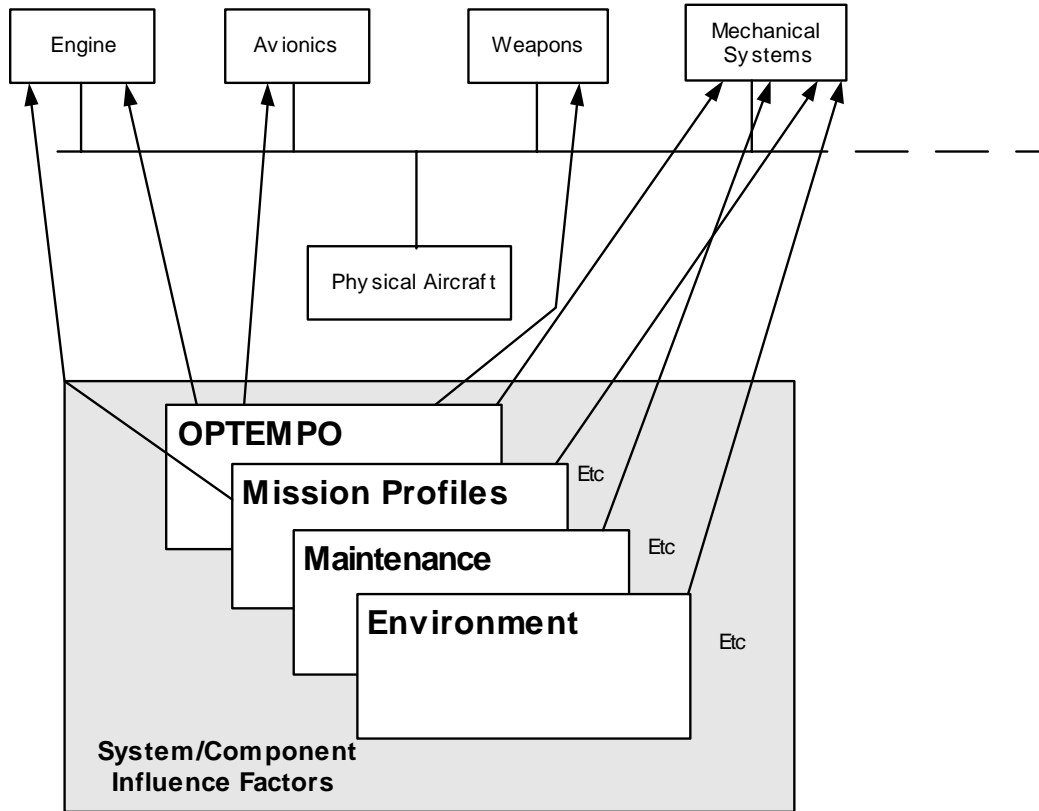 Engine
Avionics
Weapons
Mechanical
Systems
Physical Aircraft
OPTEMPO
Mission Profiles
Etc
Maintenance
Etc
Environment
Etc
System/Component
Influence Factors